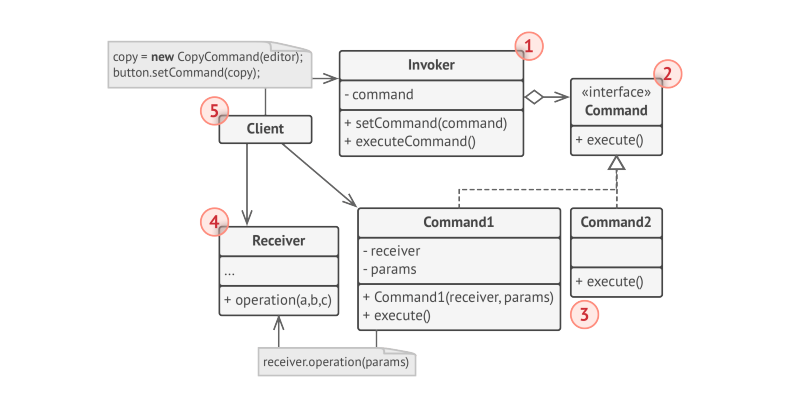 copy = new CopyCommand(editor);
button.setCommand(copy);
1
Invoker
- command
+ setCommand(command)
+ executeCommand()
2
«interface»
Command
+ execute()
5
Client
4
Receiver
...
+ operation(a,b,c)
Command1
- receiver
- params
+ Command1(receiver, params)
+ execute()
Command2
+ execute()
3
receiver.operation(params)